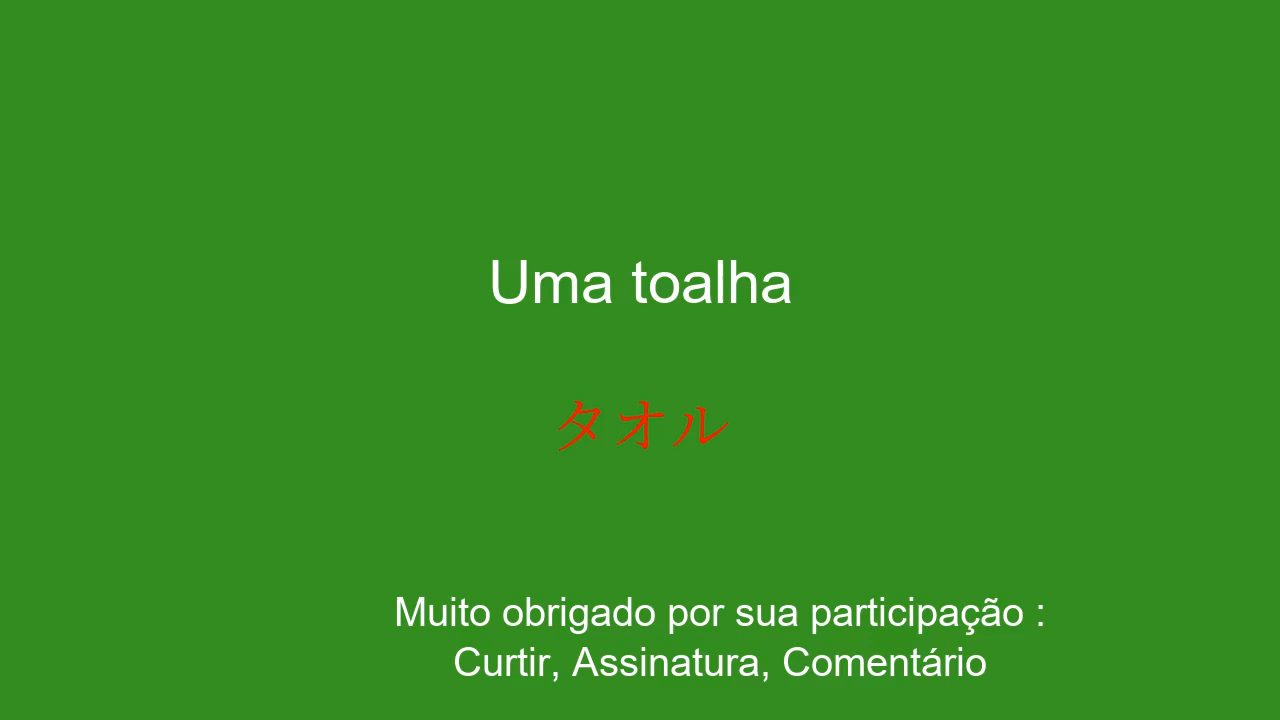 Uma toalha
タオル
Muito obrigado por sua participação :
Curtir, Assinatura, Comentário